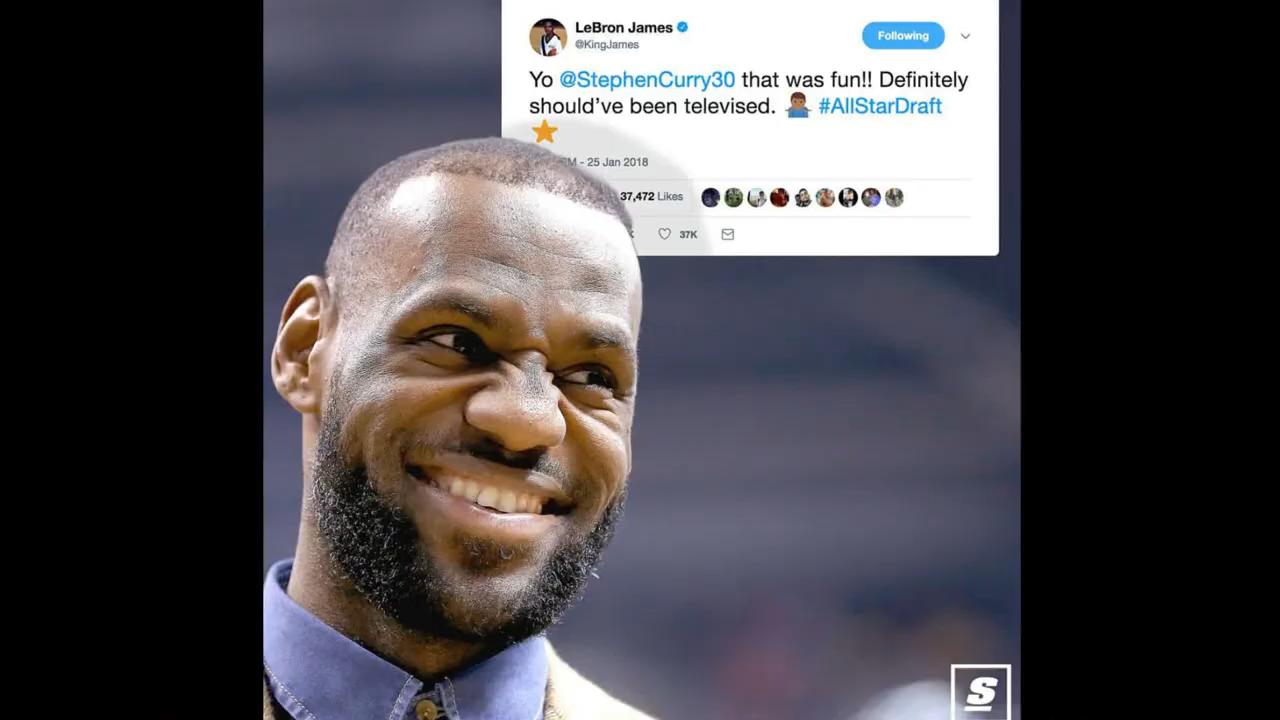 LeBron James
@KingJames
Following
Yo @StephenCurry30 that was fun!! Definitely
should’ve been televised. 🤷🏾‍♂️ #AllStarDraft
⭐
- 25 Jan 2018
37,472 Likes
37K
S